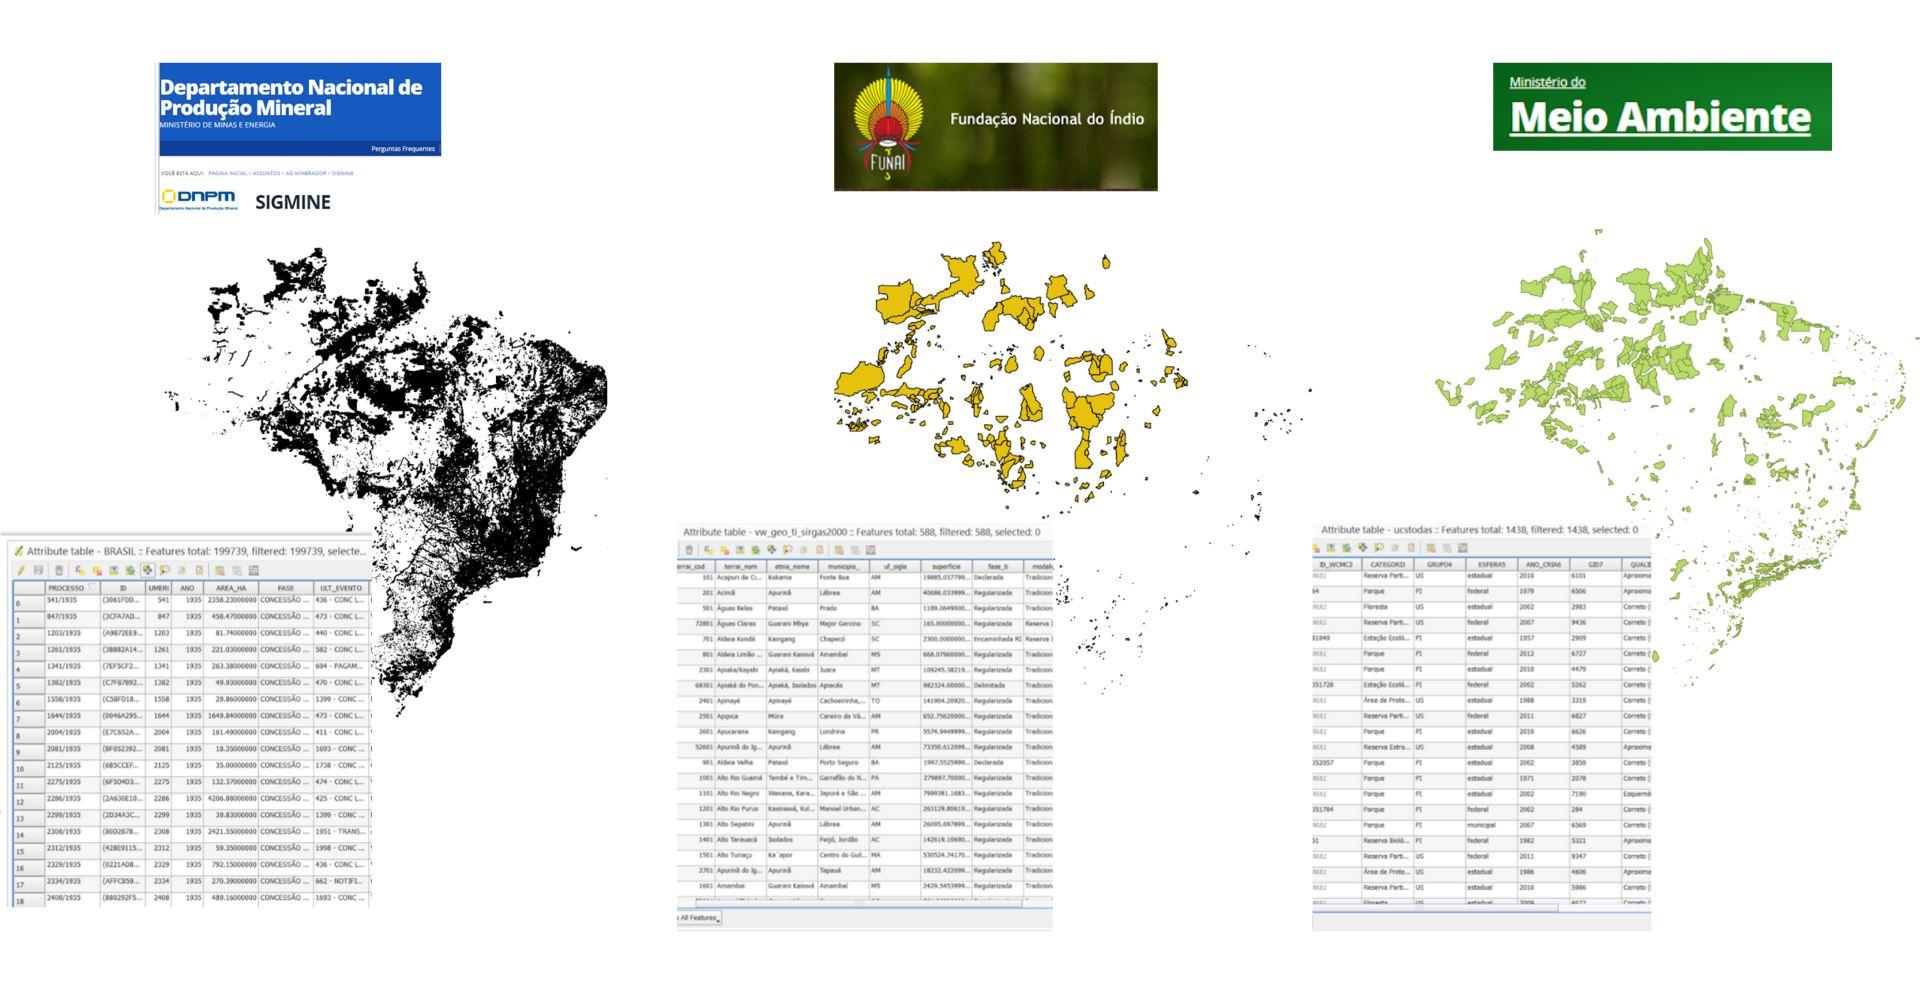 Departamento Nacional de
Produção Mineral
MINISTÉRIO DE MINAS E ENERGIA
Perguntas Frequentes
VOCÊ ESTÁ AQUI: PÁGINA INICIAL > ASSUNTOS > AO MINERADOR > SIGMINE
DNPM
Departamento Nacional de Produção Mineral
SIGMINE
Attribute table - BRASIL :: Features total: 199739, filtered: 199739, selecte...
PROCESSO ID UMERI ANO AREA_HA FASE ULT_EVENTO
0 541/1935 {3061F0D... 541 1935 2358.23000000 CONCESSÃO ... 436 - CONC L...
1 847/1935 {3CFA7AD... 847 1935 458.47000000 CONCESSÃO ... 473 - CONC L...
2 1203/1935 {A9872EE9... 1203 1935 81.74000000 CONCESSÃO ... 440 - CONC L...
3 1261/1935 {38882A14... 1261 1935 221.03000000 CONCESSÃO ... 582 - CONC L...
4 1341/1935 {7EF5CF2... 1341 1935 263.38000000 CONCESSÃO ... 694 - PAGAM...
5 1382/1935 {C7FB7B92... 1382 1935 49.93000000 CONCESSÃO ... 470 - CONC L...
6 1558/1935 {C5BFD18... 1558 1935 29.86000000 CONCESSÃO ... 1399 - CONC ...
7 1644/1935 {0046A295... 1644 1935 1649.84000000 CONCESSÃO ... 473 - CONC L...
8 2004/1935 {E7C652A... 2004 1935 161.49000000 CONCESSÃO ... 411 - CONC L...
9 2081/1935 {BF052392... 2081 1935 18.35000000 CONCESSÃO ... 1693 - CONC ...
10 2125/1935 {6B5CCEF... 2125 1935 35.00000000 CONCESSÃO ... 1738 - CONC ...
11 2275/1935 {6F5D4D3... 2275 1935 132.37000000 CONCESSÃO ... 474 - CONC L...
12 2286/1935 {2A630E10... 2286 1935 4206.88000000 CONCESSÃO ... 425 - CONC L...
13 2299/1935 {2D34A3C... 2299 1935 39.83000000 CONCESSÃO ... 1399 - CONC ...
14 2308/1935 {80D2B78... 2308 1935 2421.55000000 CONCESSÃO ... 1951 - TRANS...
15 2312/1935 {428E9115... 2312 1935 59.35000000 CONCESSÃO ... 1998 - CONC ...
16 2329/1935 {0221AD8... 2329 1935 792.15000000 CONCESSÃO ... 436 - CONC L...
17 2334/1935 {AFFCB59... 2334 1935 270.39000000 CONCESSÃO ... 662 - NOTIFI...
18 2408/1935 {880292F5... 2408 1935 489.16000000 CONCESSÃO ... 1693 - CONC ...
FUNAI
Fundação Nacional do Índio
Attribute table - vw_geo_ti_sirgas2000 :: Features total: 588, filtered: 588, selected: 0
errai_cod terrai_nom etnia_nome municipio_ uf_sigla superficie fase_ti modali
101 Acapuri de Ci... Kokama Fonte Boa AM 19885.037799... Declarada Tradicion
201 Acimã Apurinã Lábrea AM 40686.033999... Regularizada Tradicion
501 Águas Belas Pataxó Prado BA 1189.0649000... Regularizada Tradicion
72801 Águas Claras Guarani Mbya Major Gercino SC 165.00000000... Regularizada Reserva I
701 Aldeia Kondá Kaingang Chapecó SC 2300.0000000... Encaminhada RI Reserva I
801 Aldeia Limão ... Guarani Kaiowá Amambaí MS 668.07960000... Regularizada Tradicion
2301 Apiaka/Kayabi Apiaká, Kaiabi Juara MT 109245.38219... Regularizada Tradicion
68301 Apiaká do Pon... Apiaká, Isolados Apiacás MT 982324.00000... Delimitada Tradicion
2401 Apinayé Apinayé Cachoeirinha,... TO 141904.20920... Regularizada Tradicion
2501 Apipica Múra Careiro da Vá... AM 652.75620000... Regularizada Tradicion
2601 Apucarana Kaingang Londrina PR 5574.9449999... Regularizada Tradicion
52601 Apurinã do Ig... Apurinã Lábrea AM 73350.612099... Regularizada Tradicion
901 Aldeia Velha Pataxó Porto Seguro BA 1997.5525999... Declarada Tradicion
1001 Alto Rio Guamá Tembé e Tim... Garrafão do N... PA 279897.70000... Regularizada Tradicion
1101 Alto Rio Negro Wanana, Kara... Japurá e São ... AM 7999381.1683... Regularizada Tradicion
1201 Alto Rio Purus Kaxinawá, Kul... Manoel Urban... AC 263129.80619... Regularizada Tradicion
1301 Alto Sepatini Apurinã Lábrea AM 26095.697899... Regularizada Tradicion
1401 Alto Tarauacá Isolados Feijó, Jordão AC 142619.10690... Regularizada Tradicion
1501 Alto Turiaçu Ka`apor Centro do Guil... MA 530524.74170... Regularizada Tradicion
2701 Apurinã do Ig... Apurinã Tapauá AM 18232.422099... Regularizada Tradicion
1601 Amambai Guarani Kaiowá Amambaí MS 2429.5453999... Regularizada Tradicion
All Features
Ministério do
Meio Ambiente
Attribute table - ucstodas :: Features total: 1438, filtered: 1438, selected: 0
ID_WCMC2 CATEGORI GRUPO4 ESFERA5 ANO_CRIA6 GID7 QUALI
NULL Reserva Parti... US estadual 2010 6101 Aproxima
64 Parque PI federal 1979 6506 Aproxima
NULL Floresta US estadual 2002 2983 Correto (
NULL Reserva Parti... US federal 2007 9436 Correto (
81049 Estação Ecoló... PI estadual 1957 2909 Correto (
NULL Parque PI federal 2012 6727 Correto (
NULL Parque PI estadual 2010 4479 Correto (
351728 Estação Ecoló... PI federal 2002 5262 Correto (
NULL Área de Prote... US estadual 1988 3319 Correto (
NULL Reserva Parti... US federal 2011 6827 Correto (
NULL Parque PI estadual 2010 6626 Correto (
NULL Reserva Extra... US federal 2008 4589 Aproxima
352057 Parque PI estadual 2002 3859 Correto (
NULL Parque PI estadual 1971 2078 Correto (
NULL Parque PI estadual 2002 7190 Esquemá
351784 Parque PI federal 2002 284 Correto (
NULL Parque PI municipal 2007 6569 Correto (
51 Reserva Bioló... PI federal 1982 5321 Aproxima
NULL Reserva Parti... US federal 2011 9347 Correto (
NULL Área de Prote... US estadual 1986 4606 Aproxima
NULL Reserva Parti... US estadual 2010 5986 Correto (
NULL Floresta US estadual 2009 4677 Correto (